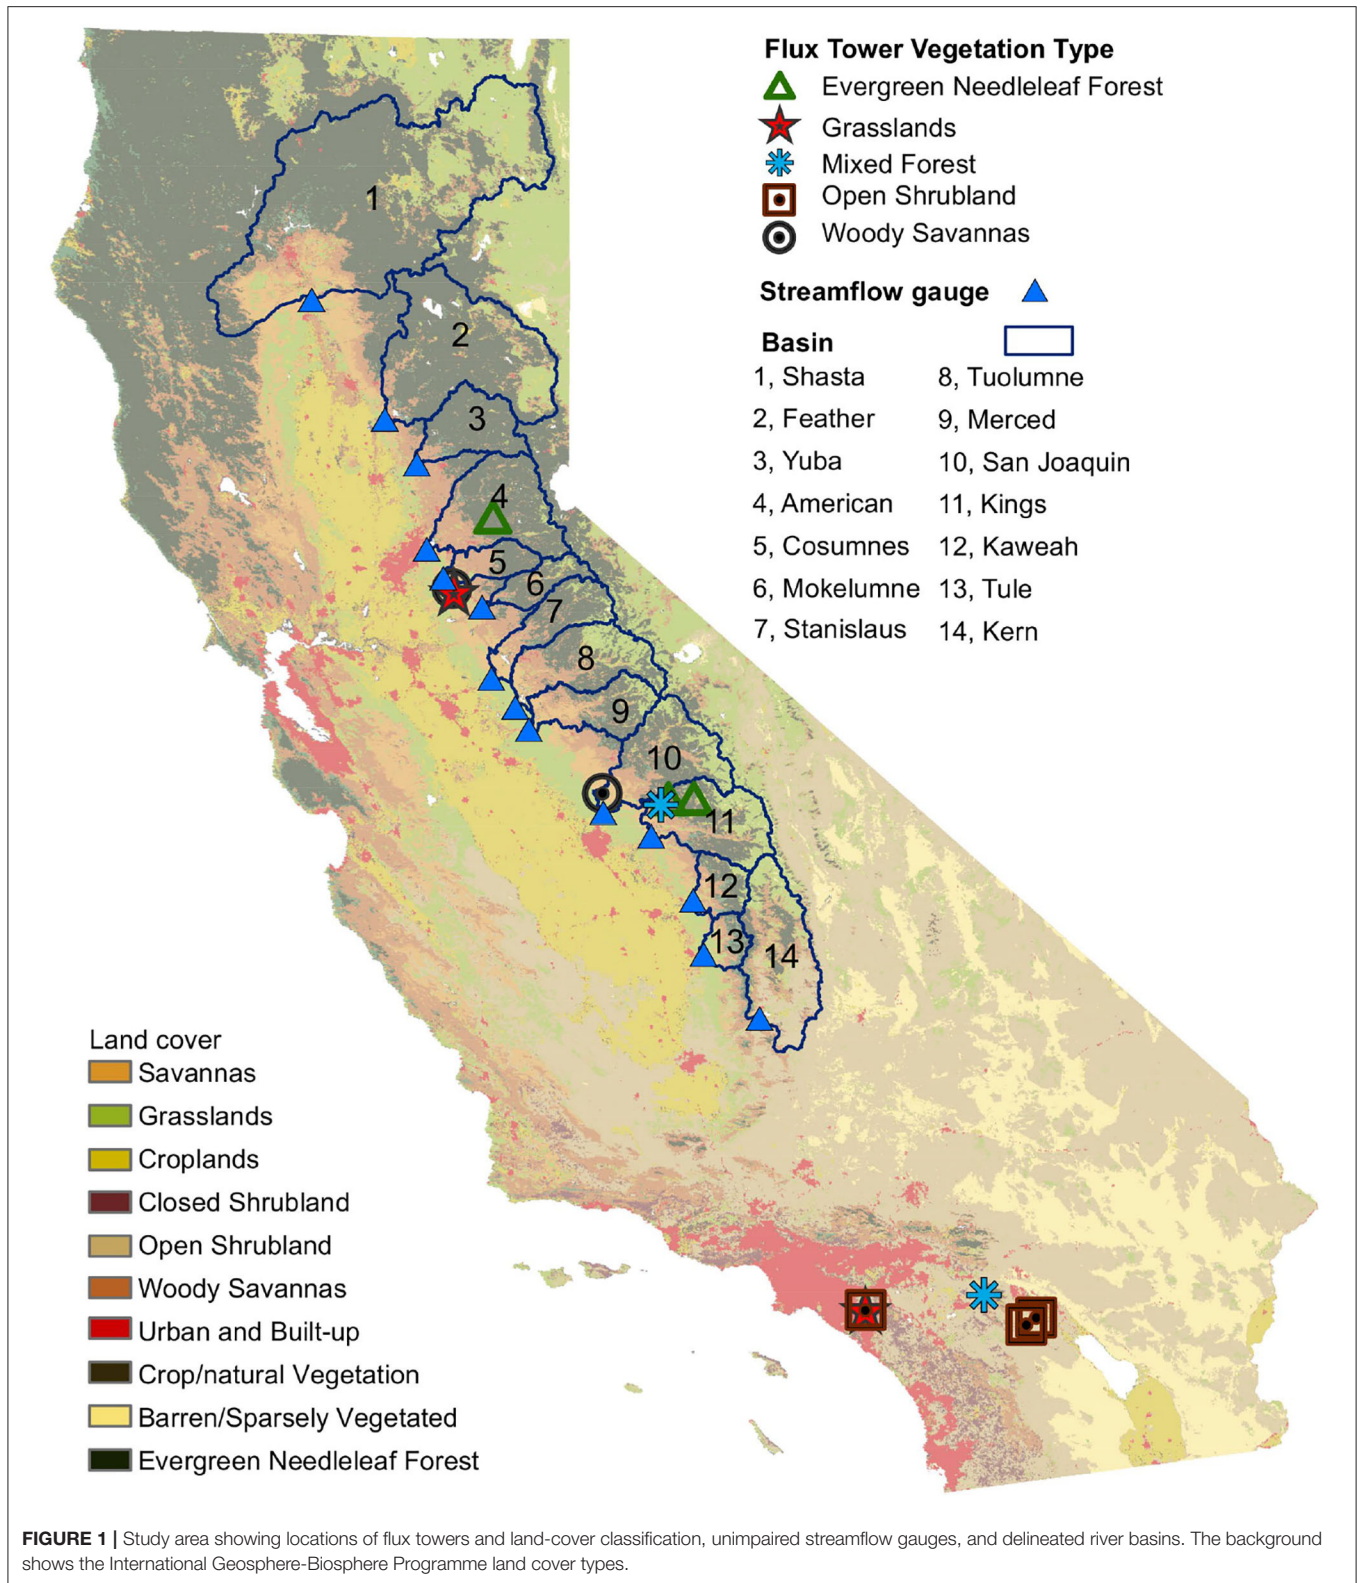 Flux Tower Vegetation Type
Evergreen Needleleaf Forest
Grasslands
Mixed Forest
Open Shrubland
Woody Savannas
Streamflow gauge
Basin
1, Shasta
2, Feather
3, Yuba
4, American
5, Cosumnes
6, Mokelumne
7, Stanislaus
8, Tuolumne
9, Merced
10, San Joaquin
11, Kings
12, Kaweah
13, Tule
14, Kern
1
2
3
4
5
6
7
8
9
10
11
12
13
14
Land cover
Savannas
Grasslands
Croplands
Closed Shrubland
Open Shrubland
Woody Savannas
Urban and Built-up
Crop/natural Vegetation
Barren/Sparsely Vegetated
Evergreen Needleleaf Forest
FIGURE 1 | Study area showing locations of flux towers and land-cover classification, unimpaired streamflow gauges, and delineated river basins. The background
shows the International Geosphere-Biosphere Programme land cover types.